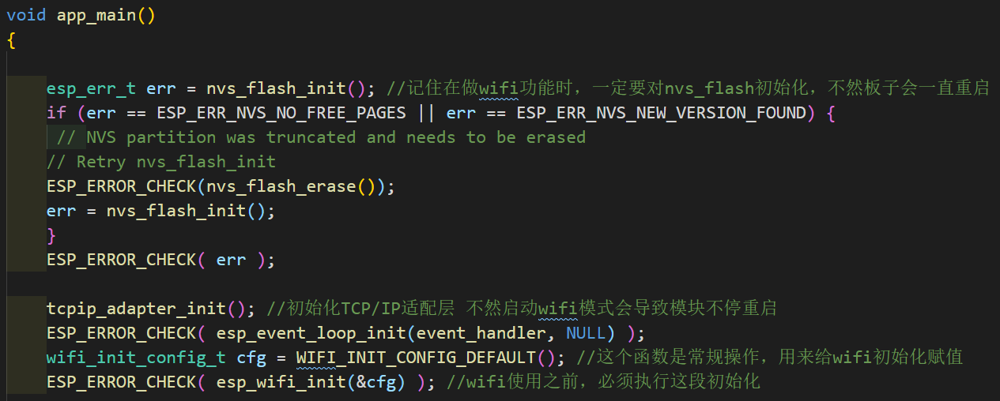 void app_main()
{
esp_err_t err = nvs_flash_init(); //记住在做wifi功能时，一定要对nvs_flash初始化，不然板子会一直重启
if (err == ESP_ERR_NVS_NO_FREE_PAGES || err == ESP_ERR_NVS_NEW_VERSION_FOUND) {
// NVS partition was truncated and needs to be erased
// Retry nvs_flash_init
ESP_ERROR_CHECK(nvs_flash_erase());
err = nvs_flash_init();
}
ESP_ERROR_CHECK( err );
tcpip_adapter_init(); //初始化TCP/IP适配层 不然启动wifi模式会导致模块不停重启
ESP_ERROR_CHECK( esp_event_loop_init(event_handler, NULL) );
wifi_init_config_t cfg = WIFI_INIT_CONFIG_DEFAULT(); //这个函数是常规操作，用来给wifi初始化赋值
ESP_ERROR_CHECK( esp_wifi_init(&cfg) ); //wifi使用之前，必须执行这段初始化